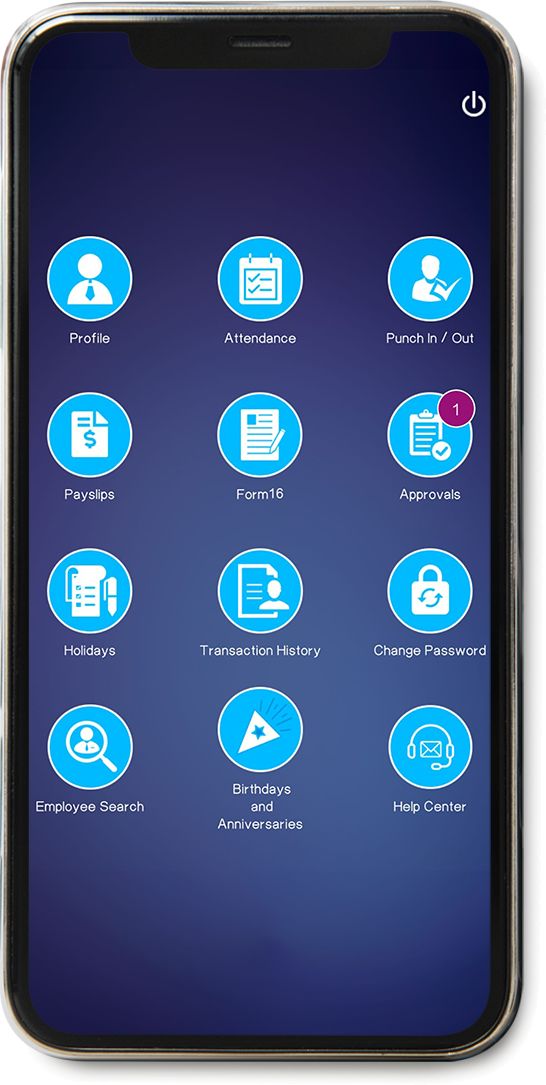 Profile
Attendance
Punch In / Out
1
Payslips
Form16
Approvals
Holidays
Transaction History
Change Password
Employee Search
Birthdays
and
Anniversaries
Help Center